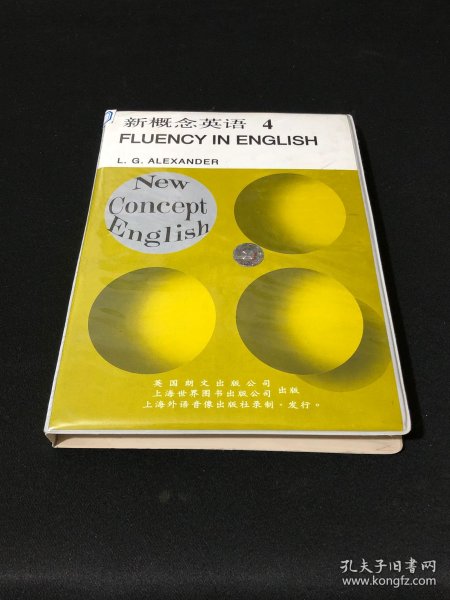 新概念英语 4
FLUENCY IN ENGLISH
L. G. ALEXANDER
New
Concept
English
英国朗文出版公司
上海世界图书出版公司 出版
上海外语音像出版社录制·发行。
孔夫子旧书网
www.kongfz.com